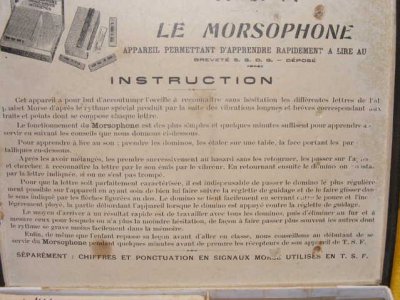 LE MORSOPHONE
APPAREIL PERMETTANT D'APPRENDRE RAPIDEMENT A LIRE AU
BREVETÉ S. G. D. G. - DÉPOSÉ
INSTRUCTION
Cet appareil a pour but d'accoutumer l'oreille à reconnaître sans hésitation les différentes lettres de l'al
phabet Morse d'après le rythme spécial produit par la suite des vibrations longues et brèves correspondant aux
traits et points dont se compose chaque lettre.
Le fonctionnement du Morsophone est des plus simples et quelques minutes suffisent pour apprendre à
servir en suivant les conseils que nous donnons ci-dessous.
Pour apprendre à lire au son : prendre les dominos, les étaler sur une table, la face portant les par
taillées en-dessous.
Après les avoir mélangés, les prendre successivement au hasard sans les retourner, les passer sur l'ap
et chercher à reconnaître la lettre par le son émis par le vibreur. En retournant ensuite le domino on
par la lettre indiquée, si on ne s'est pas trompé.
Pour que la lettre soit parfaitement caractérisée, il est indispensable de passer le domino le plus régulière-
ment possible sur l'appareil en ayant soin de bien lui faire suivre la réglette de guidage et de le faire glisser dans
le sens indiqué par les flèches figurées au dos. Le domino se tient facilement en serrant entre le pouce et l'in
légèrement ployé, la partie débordant l'appareil lorsque le domino est appuyé contre la réglette de guidage.
Le moyen d'arriver à un résultat rapide est de travailler avec tous les dominos, puis d'éliminer au fur et à
mesure ceux pour lesquels on n'a plus la moindre hésitation, de façon à faire passer plus souvent les autres dont
le rythme se grave moins facilement dans la mémoire.
Enfin, de même que l'enfant repasse sa leçon avant d'aller en classe, nous conseillons au débutant de se
servir du Morsophone pendant quelques minutes avant de prendre les récepteurs de son appareil de T. S. F.
SÉPARÉMENT : CHIFFRES ET PONCTUATION EN SIGNAUX MORSE UTILISÉS EN T. S. F.